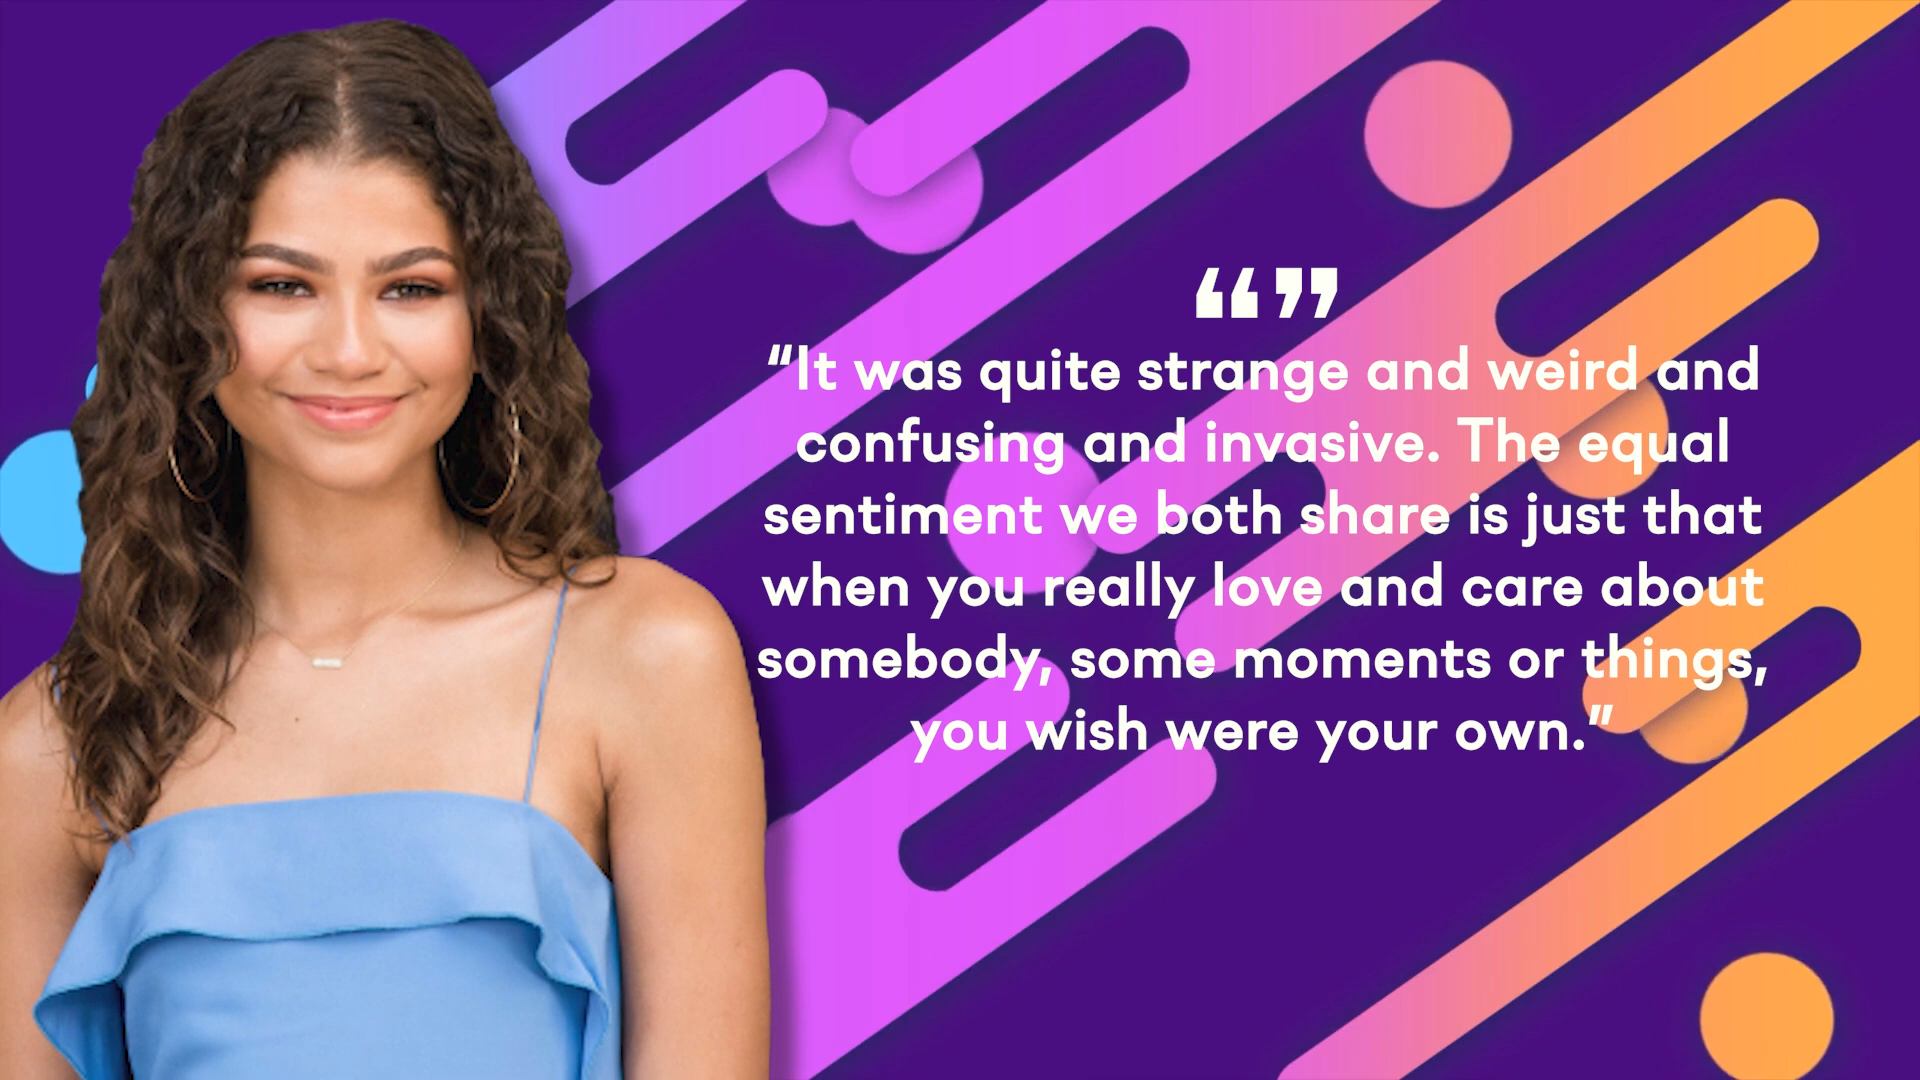 “”
“It was quite strange and weird and
confusing and invasive. The equal
sentiment we both share is just that
when you really love and care about
somebody, some moments or things,
you wish were your own.”